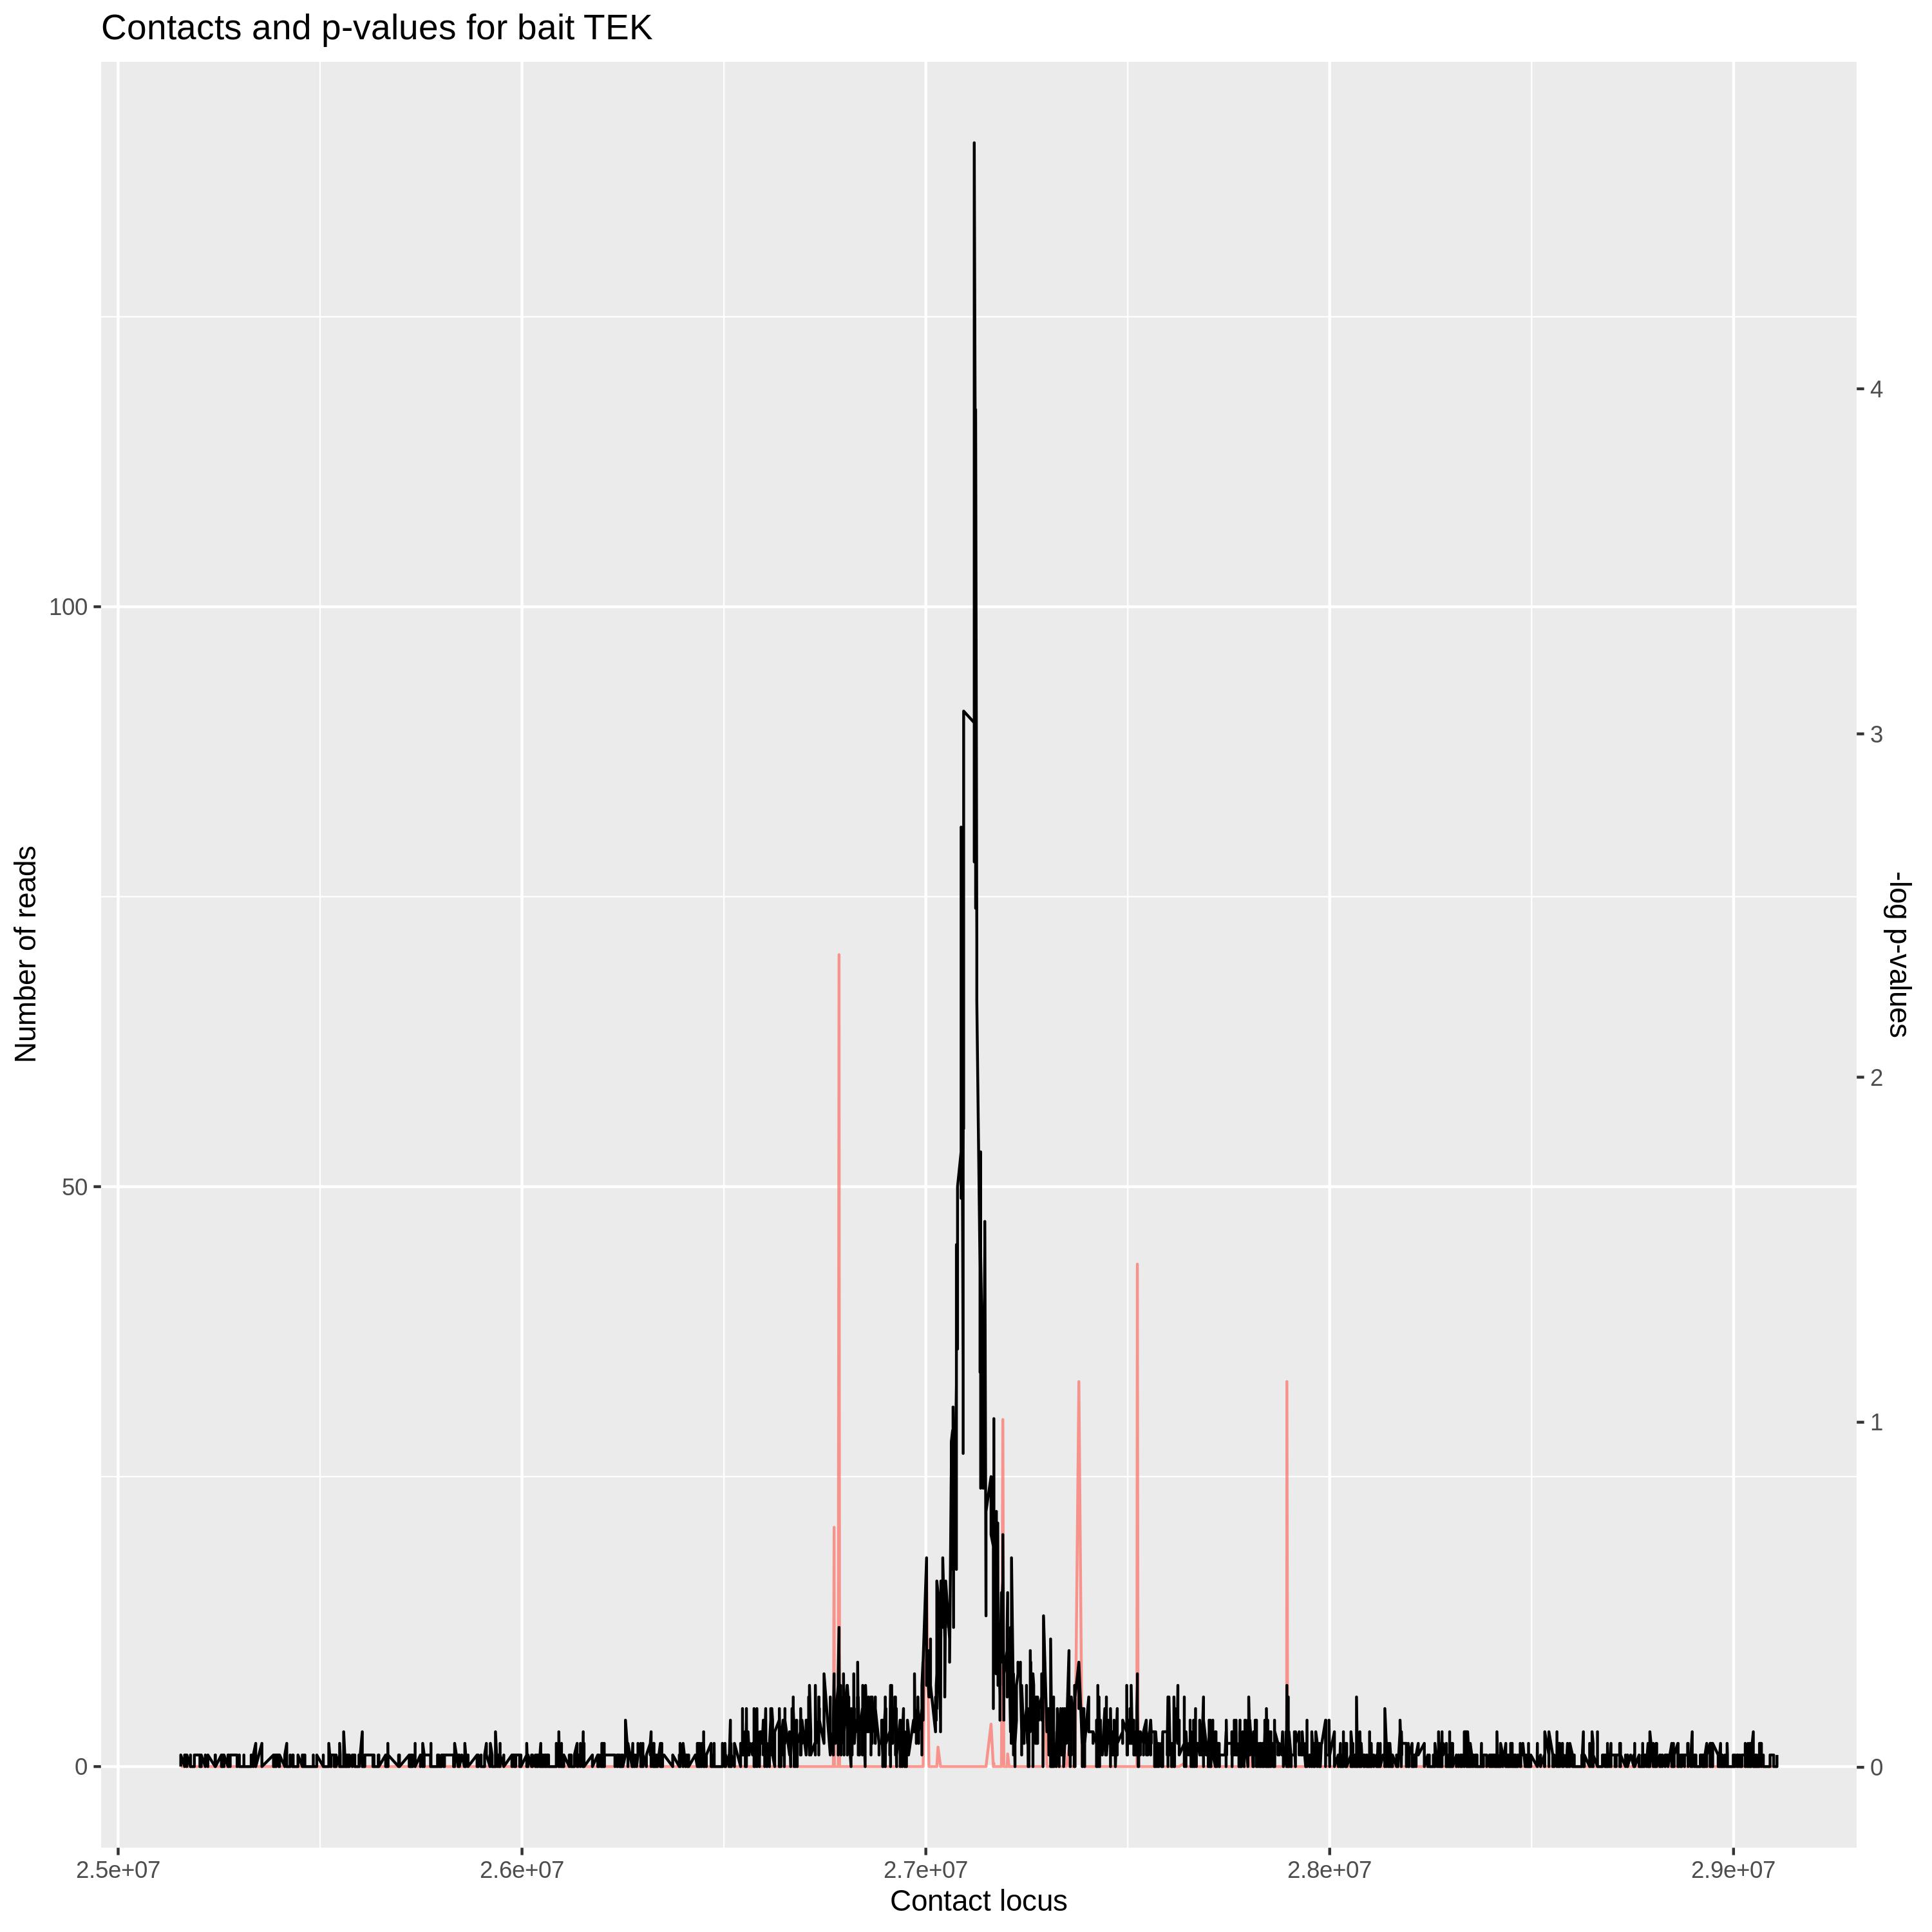 Contacts and p-values for bait TEK
100
50
0
Number of reads
4
3
2
1
0
-log p-values
2.5e+07
2.6e+07
2.7e+07
2.8e+07
2.9e+07
Contact locus